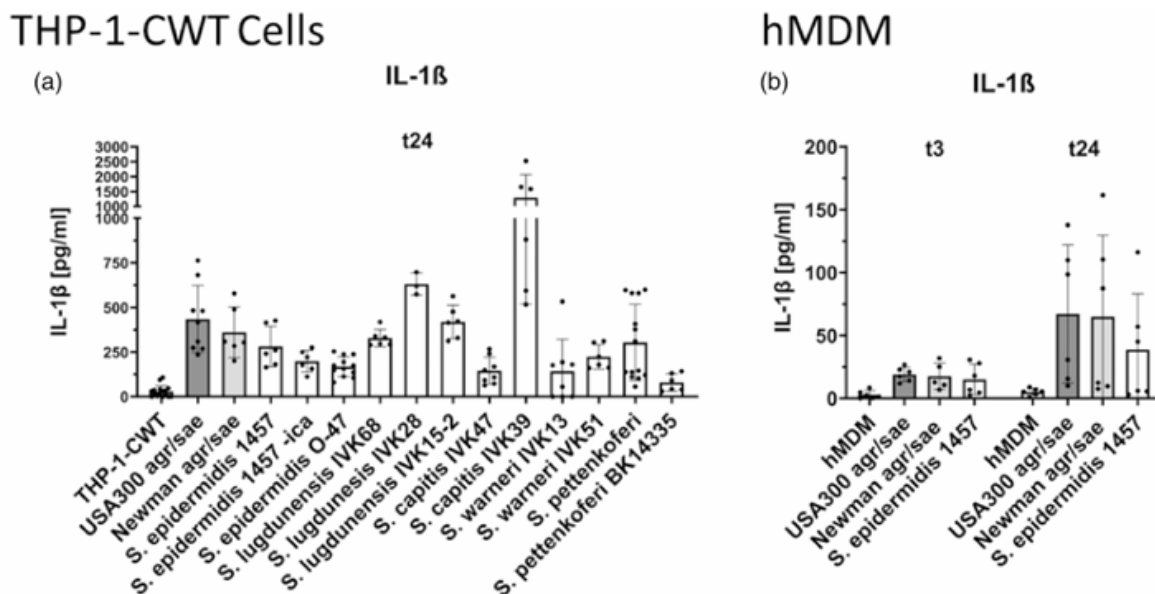 THP-1-CWT Cells
hMDM
(a)
IL-1ß
t24
IL-1β [pg/ml]
3000
2500
2000
1500
1000
1000
750
500
250
0
THP-1-CWT
USA300 agr/sae
Newman agr/sae
S. epidermidis 1457
S. epidermidis 1457 -ica
S. epidermidis O-47
S. lugdunensis IVK68
S. lugdunesis IVK28
S. lugdunensis IVK15-2
S. capitis IVK47
S. capitis IVK39
S. warneri IVK13
S. warneri IVK51
S. pettenkoferi
S. pettenkoferi BK14335
(b)
IL-1ß
t3
t24
IL-1β [pg/ml]
200
150
100
50
0
hMDM
USA300 agr/sae
Newman agr/sae
S. epidermidis 1457
hMDM
USA300 agr/sae
Newman agr/sae
S. epidermidis 1457